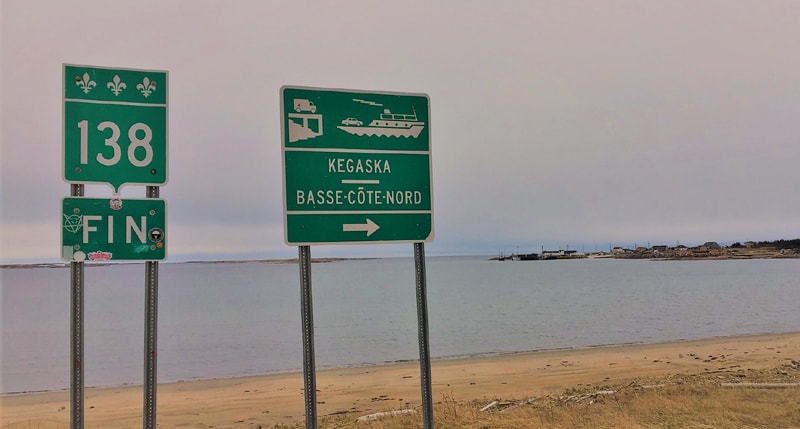 138
FIN
KEGASKA
BASSE-CÔTE-NORD